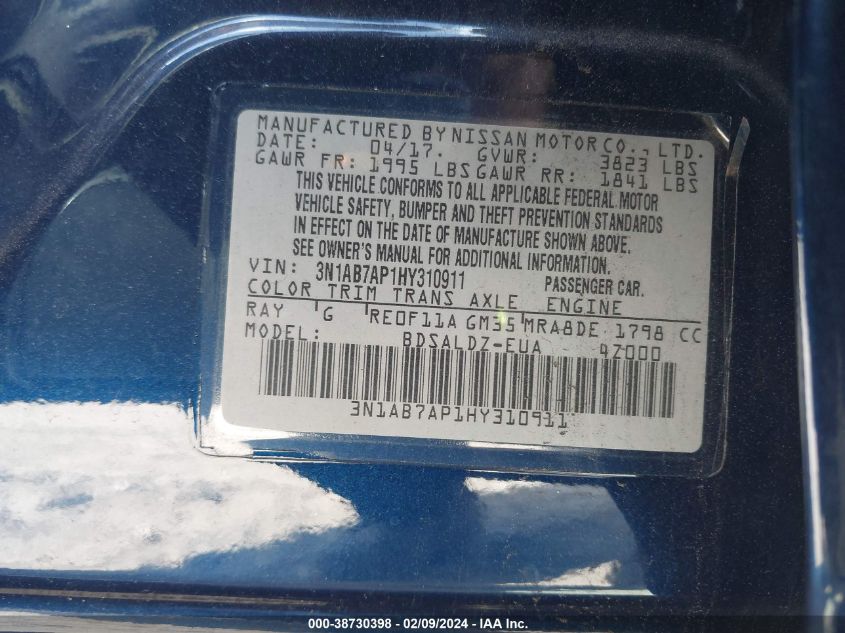 MANUFACTURED BY NISSAN MOTOR CO., LTD.
DATE: 04/17. GVWR: 3823 LBS
GAWR FR: 1995 LBS GAWR RR: 1841 LBS
THIS VEHICLE CONFORMS TO ALL APPLICABLE FEDERAL MOTOR
VEHICLE SAFETY, BUMPER AND THEFT PREVENTION STANDARDS
IN EFFECT ON THE DATE OF MANUFACTURE SHOWN ABOVE.
SEE OWNER'S MANUAL FOR ADDITIONAL INFORMATION.
VIN: 3N1AB7AP1HY310911 PASSENGER CAR.
COLOR TRIM TRANS AXLE ENGINE
RAY G RE0F11A GM35 MRA8DE 1798 CC
MODEL: BDSALDZ-EUA 4Z000
3N1AB7AP1HY310911
000-38730398 - 02/09/2024 - IAA Inc.